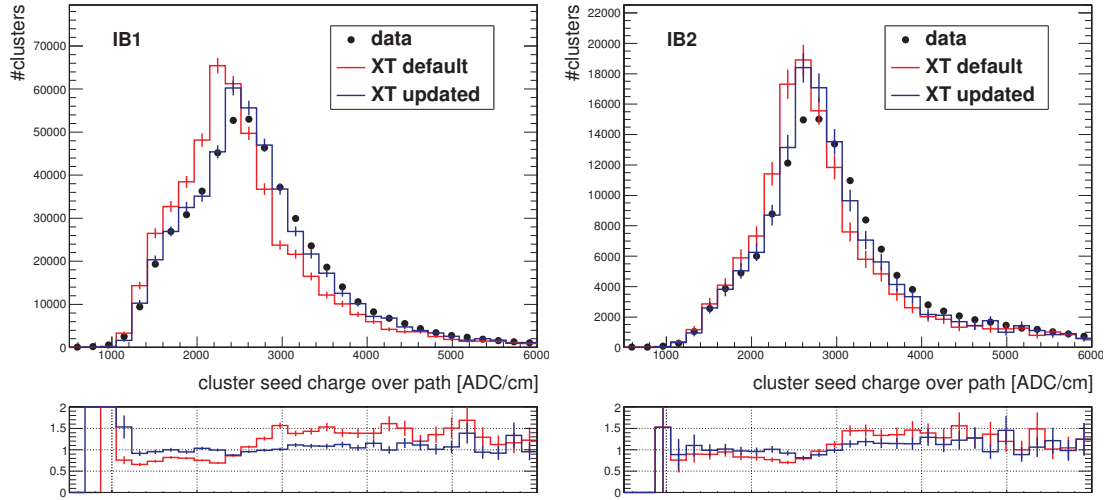 #clusters
IB1
data
XT default
XT updated
70000
60000
50000
40000
30000
20000
10000
0
1000 2000 3000 4000 5000 6000
cluster seed charge over path [ADC/cm]
2
1.5
1
0.5
0
#clusters
IB2
data
XT default
XT updated
22000
20000
18000
16000
14000
12000
10000
8000
6000
4000
2000
0
1000 2000 3000 4000 5000 6000
cluster seed charge over path [ADC/cm]
2
1.5
1
0.5
0